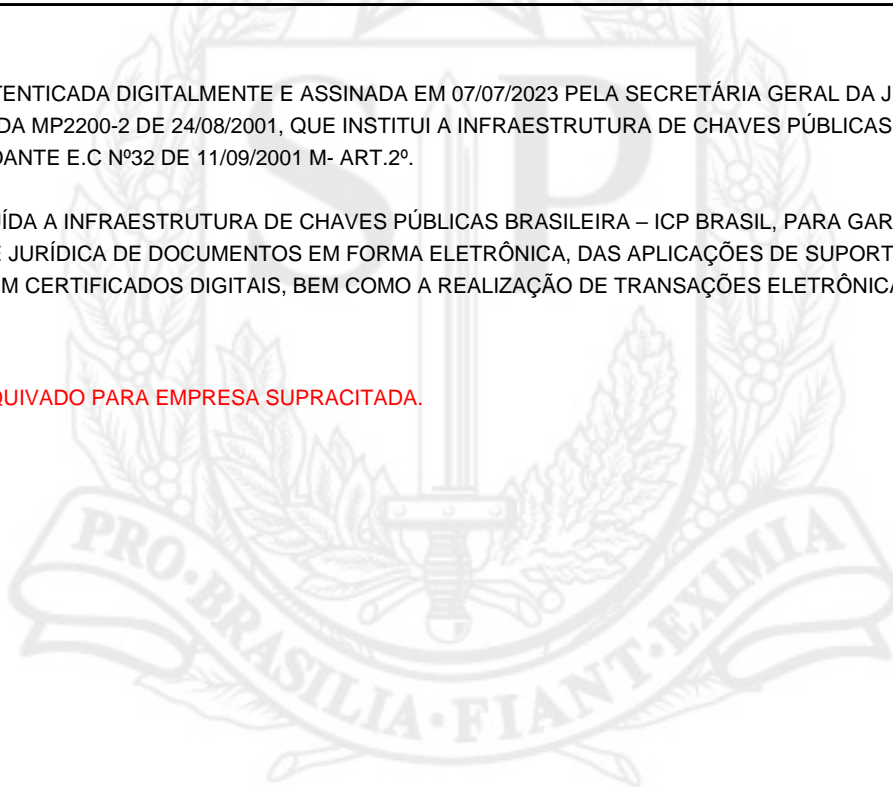 TENTICADA DIGITALMENTE E ASSINADA EM 07/07/2023 PELA SECRETÁRIA GERAL DA J
DA MP2200-2 DE 24/08/2001, QUE INSTITUI A INFRAESTRUTURA DE CHAVES PÚBLICAS
DANTE E.C Nº32 DE 11/09/2001 M- ART.2º.
UÍDA A INFRAESTRUTURA DE CHAVES PÚBLICAS BRASILEIRA – ICP BRASIL, PARA GAR
E JURÍDICA DE DOCUMENTOS EM FORMA ELETRÔNICA, DAS APLICAÇÕES DE SUPORT
EM CERTIFICADOS DIGITAIS, BEM COMO A REALIZAÇÃO DE TRANSAÇÕES ELETRÔNICA
QUIVADO PARA EMPRESA SUPRACITADA.
SP
PRO·BRASILIA·FIANT·EXIMIA